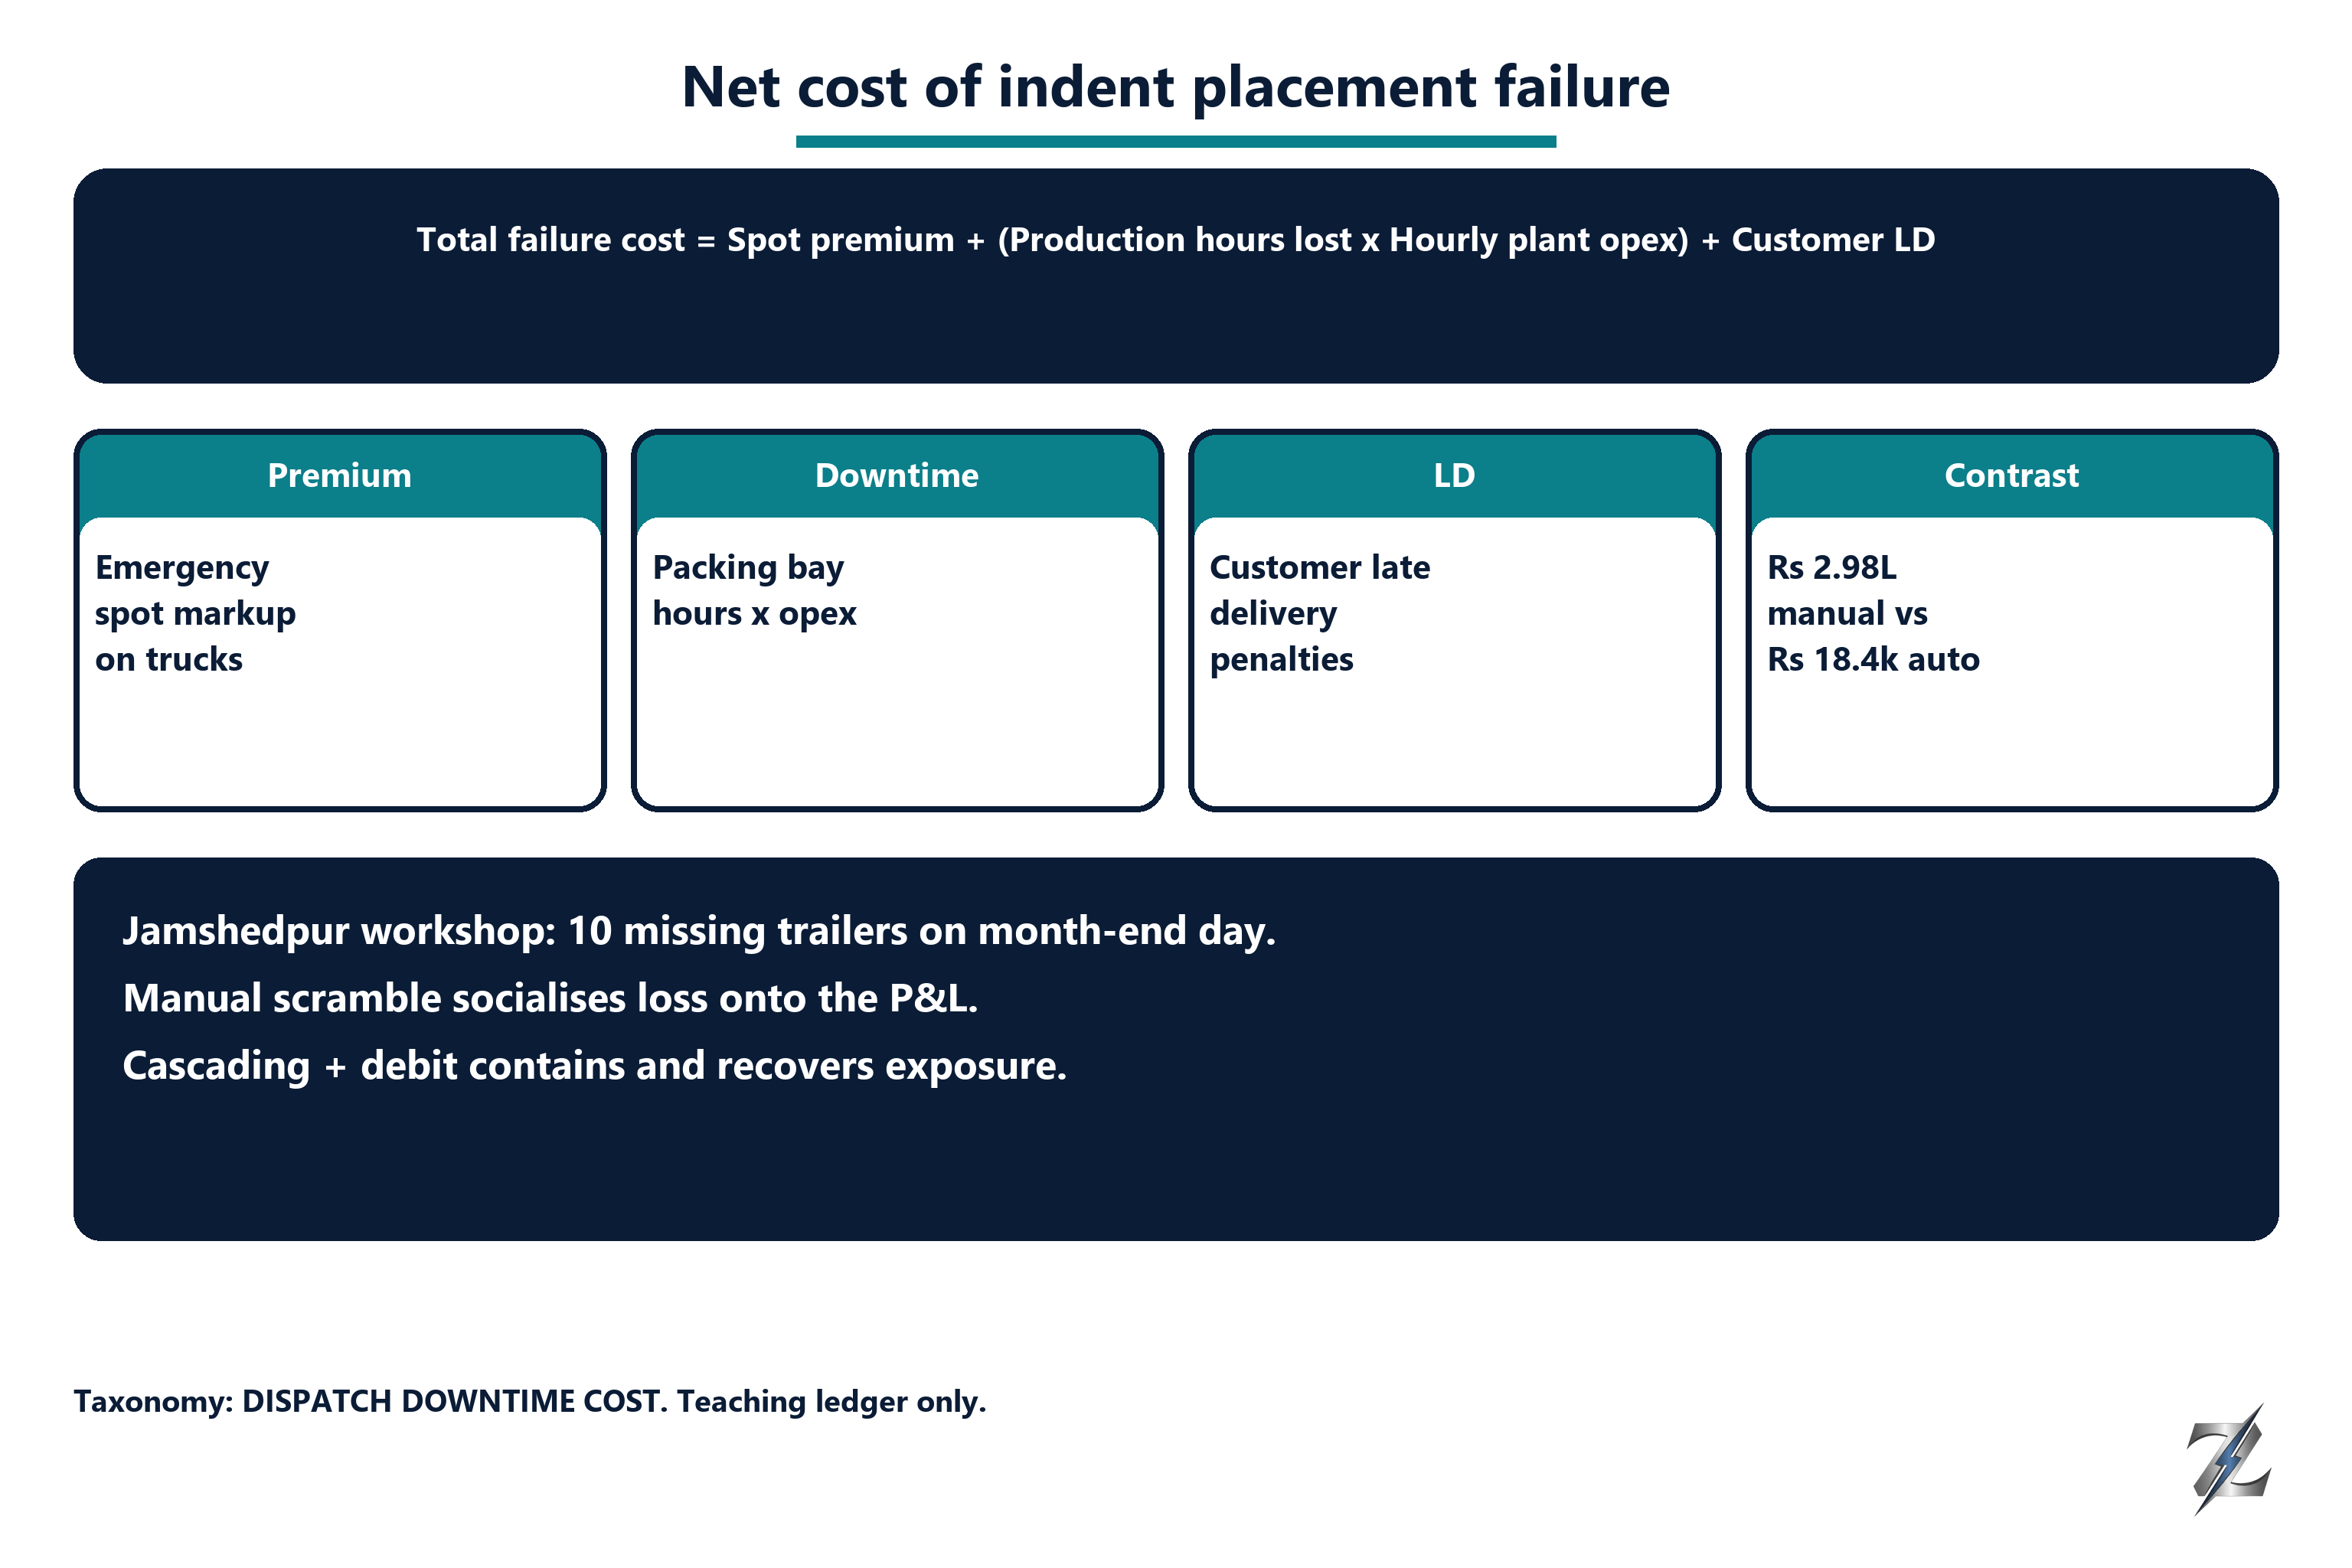 Net cost of indent placement failure
Total failure cost = Spot premium + (Production hours lost x Hourly plant opex) + Customer LD
Premium
Emergency
spot markup
on trucks
Downtime
Packing bay
hours x opex
LD
Customer late
delivery
penalties
Contrast
Rs 2.98L
manual vs
Rs 18.4k auto
Jamshedpur workshop: 10 missing trailers on month-end day.
Manual scramble socialises loss onto the P&L.
Cascading + debit contains and recovers exposure.
Taxonomy: DISPATCH DOWNTIME COST. Teaching ledger only.
Z